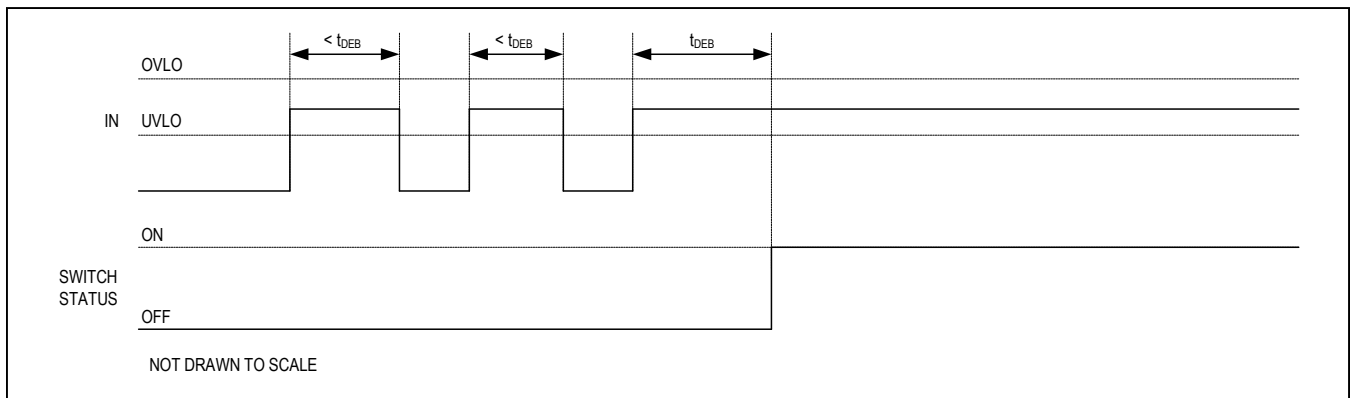 < tDEB
< tDEB
tDEB
OVLO
IN UVLO
ON
SWITCH
STATUS
OFF
NOT DRAWN TO SCALE